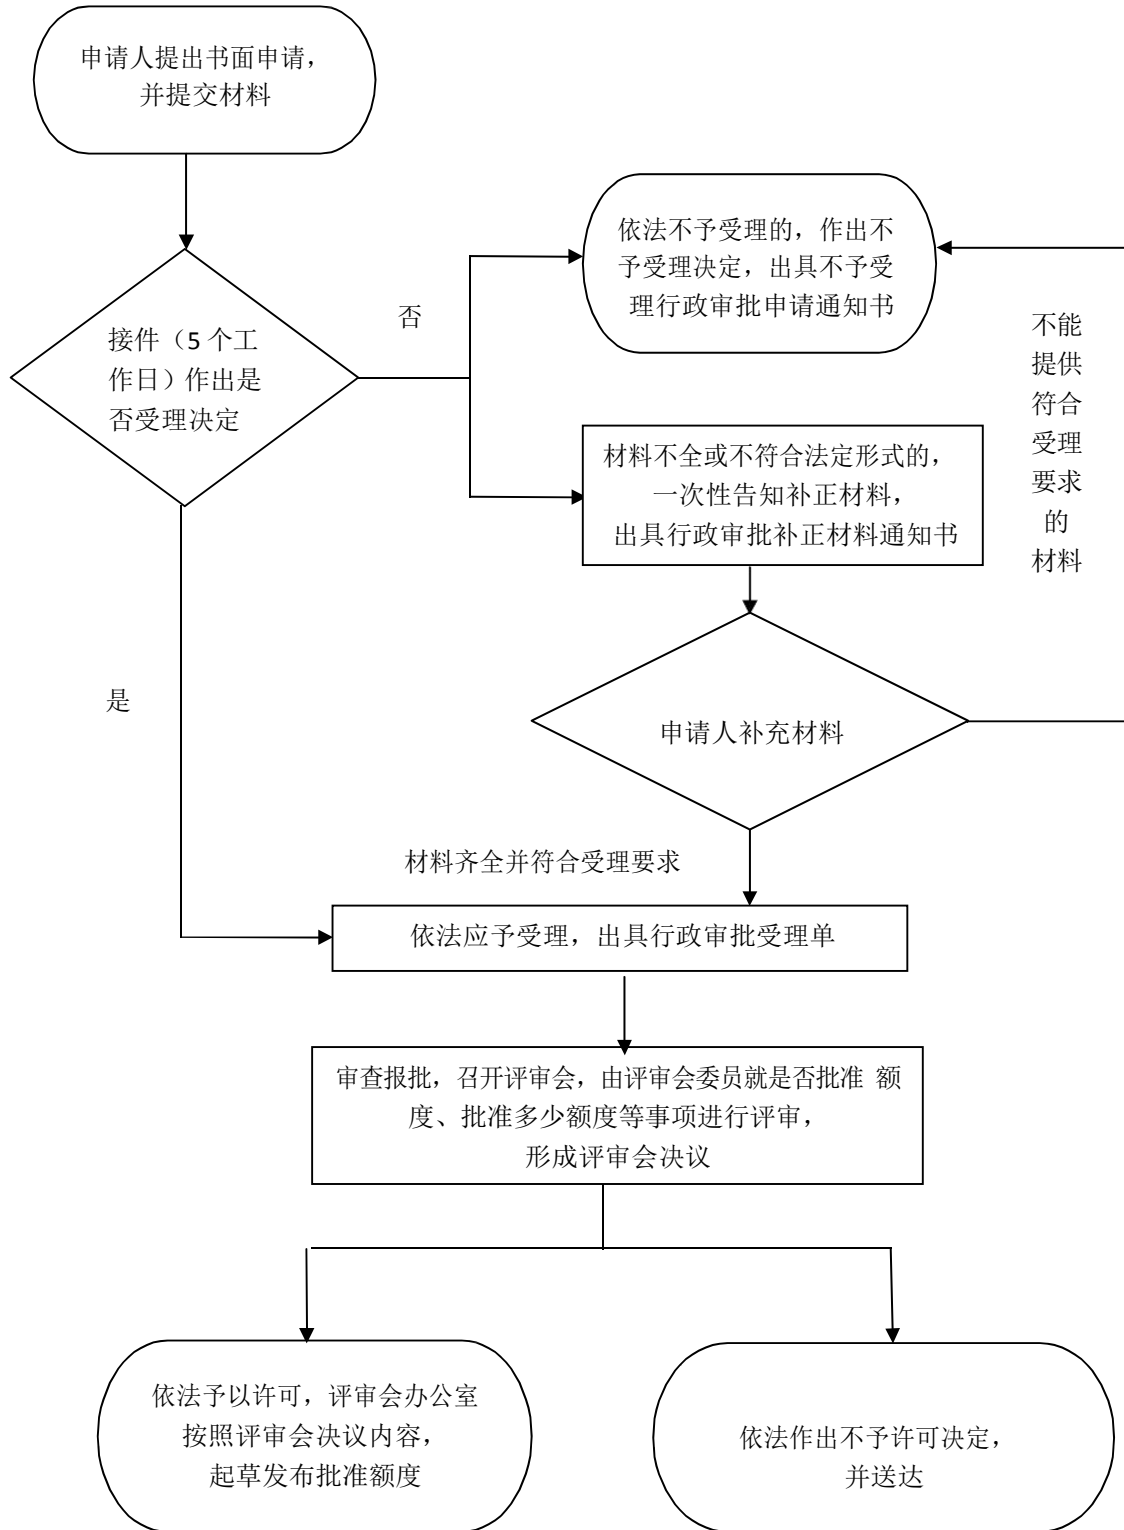 申请人提出书面申请，
并提交材料
依法不予受理的，作出不
予受理决定，出具不予受
理行政审批申请通知书
否
接件（5 个工
作日）作出是
否受理决定
不能
提供
符合
受理
要求
的
材料
材料不全或不符合法定形式的，
一次性告知补正材料，
出具行政审批补正材料通知书
是
申请人补充材料
材料齐全并符合受理要求
依法应予受理，出具行政审批受理单
审查报批，召开评审会，由评审会委员就是否批准 额
度、批准多少额度等事项进行评审，
形成评审会决议
依法予以许可，评审会办公室
按照评审会决议内容，
起草发布批准额度
依法作出不予许可决定，
并送达